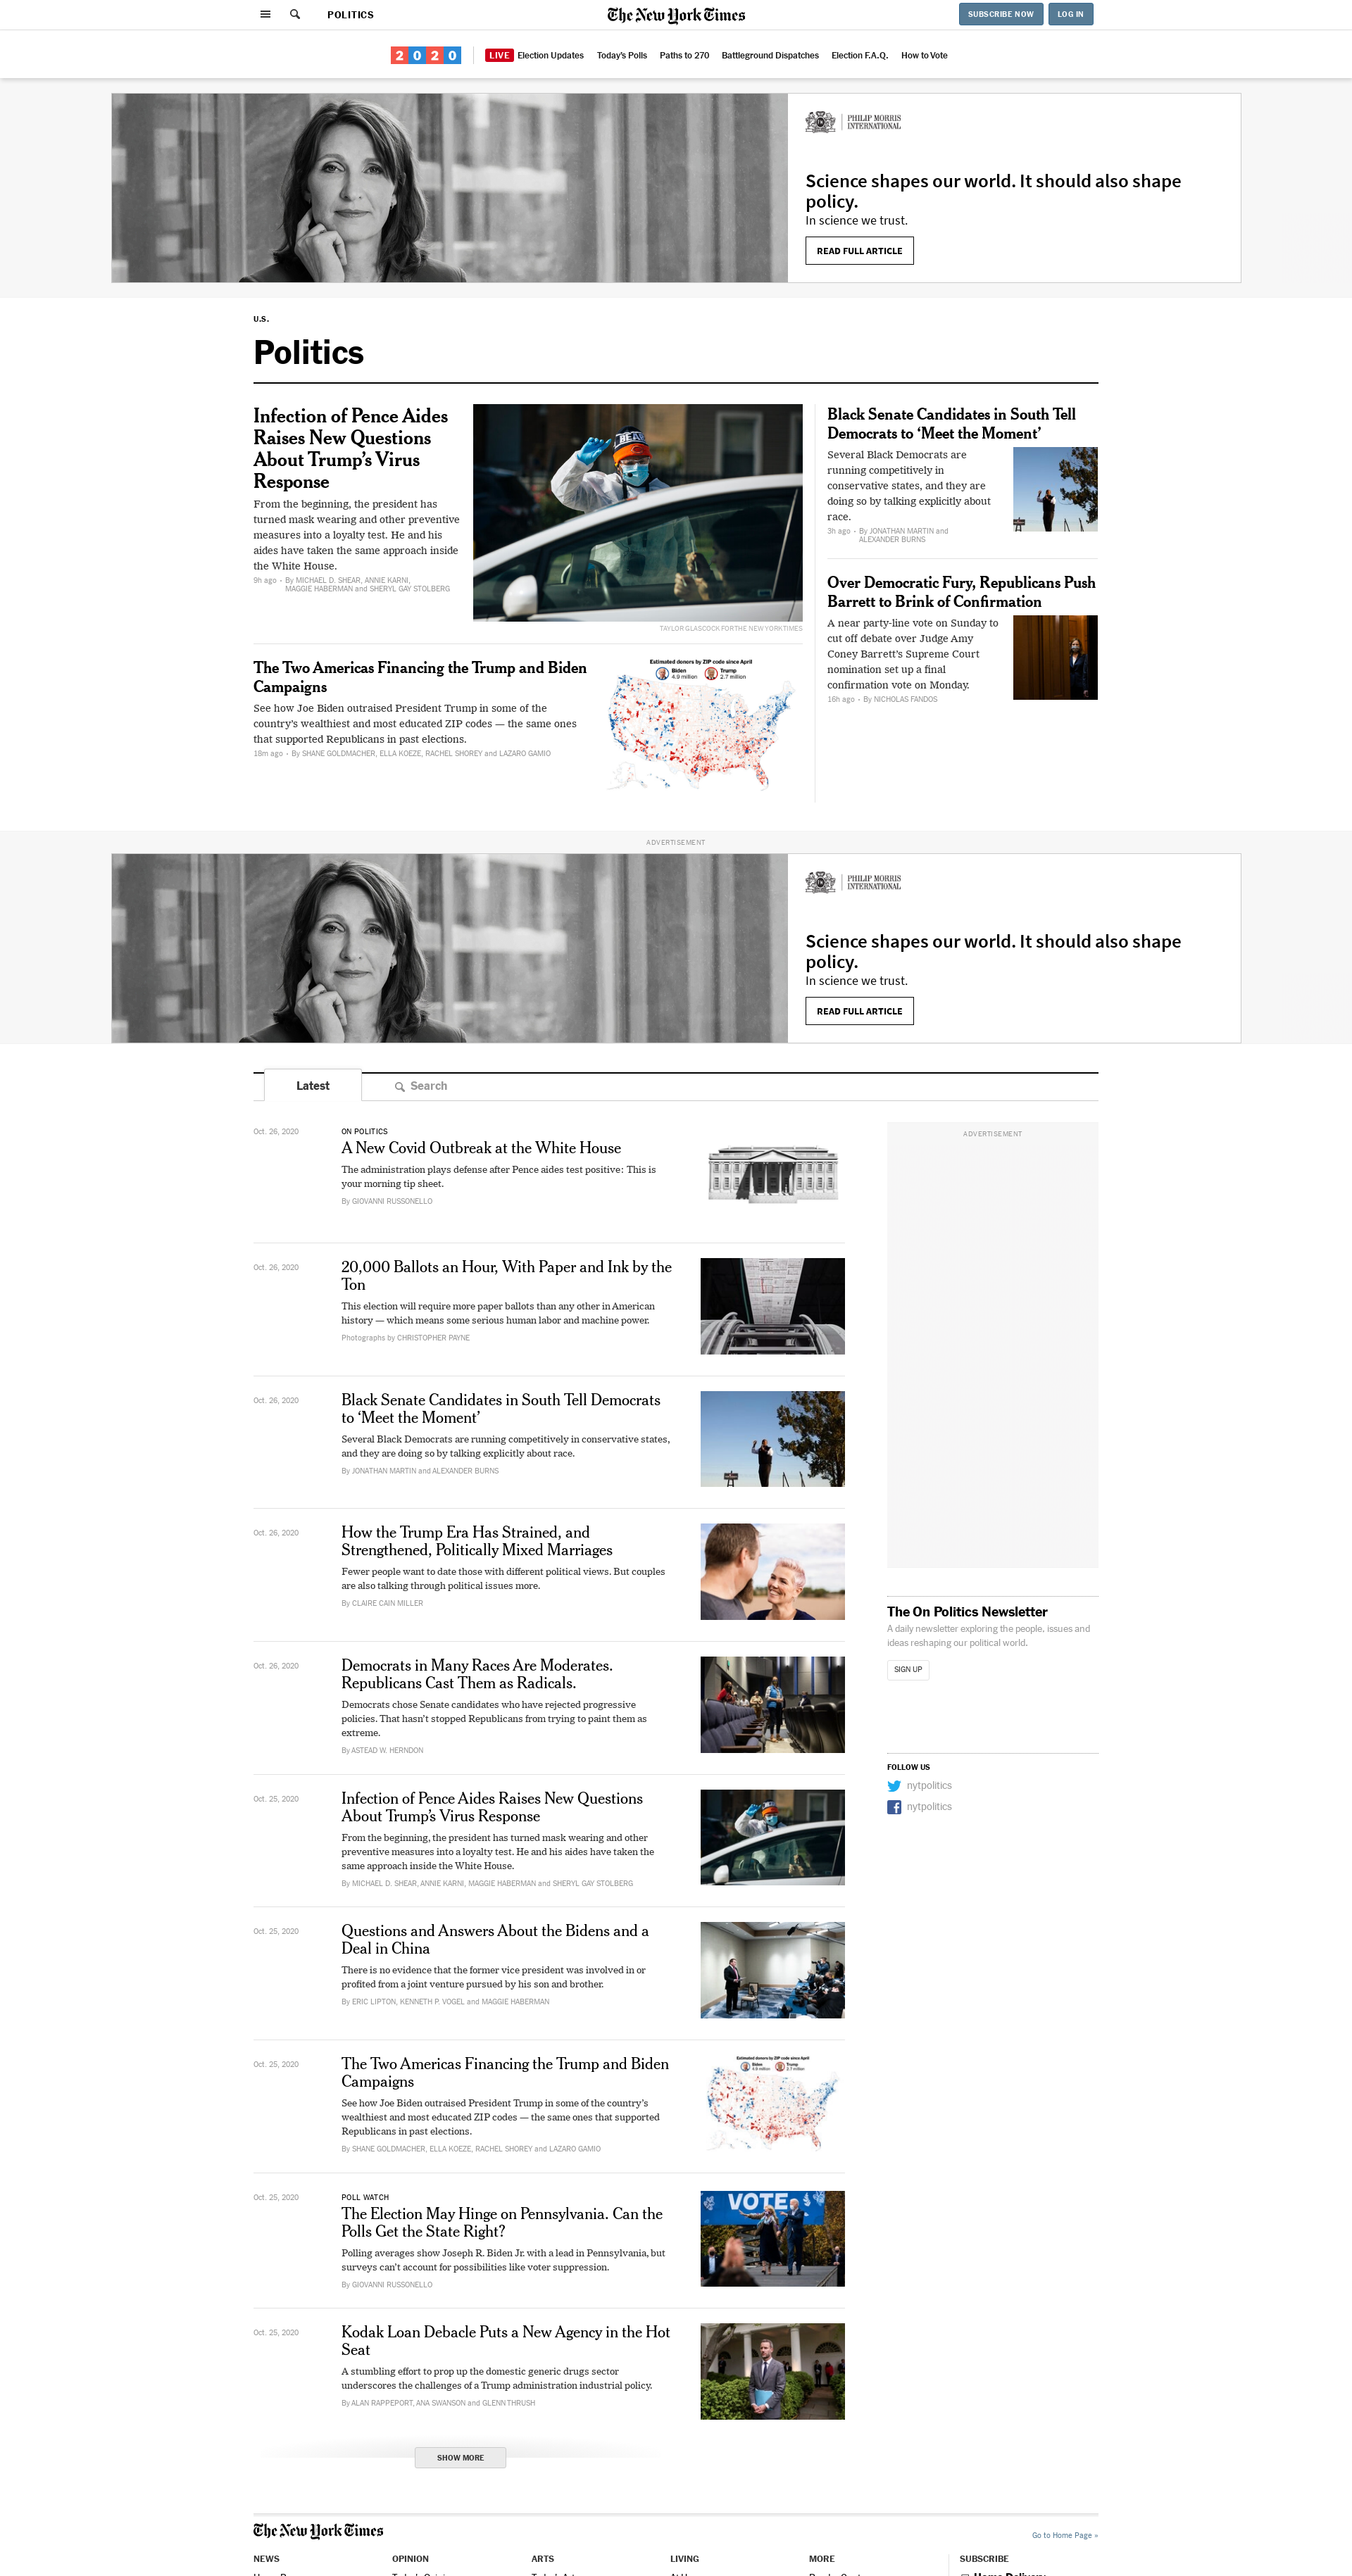 POLITICS
The New York Times
SUBSCRIBE NOW
LOG IN
2020
LIVE Election Updates
Today's Polls
Paths to 270
Battleground Dispatches
Election F.A.Q.
How to Vote
PHILIP MORRIS
INTERNATIONAL
Science shapes our world. It should also shape
policy.
In science we trust.
READ FULL ARTICLE
U.S.
Politics
Infection of Pence Aides
Raises New Questions
About Trump’s Virus
Response
From the beginning, the president has
turned mask wearing and other preventive
measures into a loyalty test. He and his
aides have taken the same approach inside
the White House.
9h ago · By MICHAEL D. SHEAR, ANNIE KARNI,
MAGGIE HABERMAN and SHERYL GAY STOLBERG
BEARS
TAYLOR GLASCOCK FOR THE NEW YORK TIMES
The Two Americas Financing the Trump and Biden
Campaigns
See how Joe Biden outraised President Trump in some of the
country’s wealthiest and most educated ZIP codes — the same ones
that supported Republicans in past elections.
18m ago · By SHANE GOLDMACHER, ELLA KOEZE, RACHEL SHOREY and LAZARO GAMIO
Estimated donors by ZIP code since April
Biden
4.9 million
Trump
2.7 million
Black Senate Candidates in South Tell
Democrats to ‘Meet the Moment’
Several Black Democrats are
running competitively in
conservative states, and they are
doing so by talking explicitly about
race.
3h ago · By JONATHAN MARTIN and
ALEXANDER BURNS
Over Democratic Fury, Republicans Push
Barrett to Brink of Confirmation
A near party-line vote on Sunday to
cut off debate over Judge Amy
Coney Barrett’s Supreme Court
nomination set up a final
confirmation vote on Monday.
16h ago · By NICHOLAS FANDOS
ADVERTISEMENT
PHILIP MORRIS
INTERNATIONAL
Science shapes our world. It should also shape
policy.
In science we trust.
READ FULL ARTICLE
Latest
Search
Oct. 26, 2020
ON POLITICS
A New Covid Outbreak at the White House
The administration plays defense after Pence aides test positive: This is
your morning tip sheet.
By GIOVANNI RUSSONELLO
Oct. 26, 2020
20,000 Ballots an Hour, With Paper and Ink by the
Ton
This election will require more paper ballots than any other in American
history — which means some serious human labor and machine power.
Photographs by CHRISTOPHER PAYNE
Oct. 26, 2020
Black Senate Candidates in South Tell Democrats
to ‘Meet the Moment’
Several Black Democrats are running competitively in conservative states,
and they are doing so by talking explicitly about race.
By JONATHAN MARTIN and ALEXANDER BURNS
Oct. 26, 2020
How the Trump Era Has Strained, and
Strengthened, Politically Mixed Marriages
Fewer people want to date those with different political views. But couples
are also talking through political issues more.
By CLAIRE CAIN MILLER
Oct. 26, 2020
Democrats in Many Races Are Moderates.
Republicans Cast Them as Radicals.
Democrats chose Senate candidates who have rejected progressive
policies. That hasn’t stopped Republicans from trying to paint them as
extreme.
By ASTEAD W. HERNDON
Oct. 25, 2020
Infection of Pence Aides Raises New Questions
About Trump’s Virus Response
From the beginning, the president has turned mask wearing and other
preventive measures into a loyalty test. He and his aides have taken the
same approach inside the White House.
By MICHAEL D. SHEAR, ANNIE KARNI, MAGGIE HABERMAN and SHERYL GAY STOLBERG
Oct. 25, 2020
Questions and Answers About the Bidens and a
Deal in China
There is no evidence that the former vice president was involved in or
profited from a joint venture pursued by his son and brother.
By ERIC LIPTON, KENNETH P. VOGEL and MAGGIE HABERMAN
Oct. 25, 2020
The Two Americas Financing the Trump and Biden
Campaigns
See how Joe Biden outraised President Trump in some of the country’s
wealthiest and most educated ZIP codes — the same ones that supported
Republicans in past elections.
By SHANE GOLDMACHER, ELLA KOEZE, RACHEL SHOREY and LAZARO GAMIO
Estimated donors by ZIP code since April
Biden
4.9 million
Trump
2.7 million
Oct. 25, 2020
POLL WATCH
The Election May Hinge on Pennsylvania. Can the
Polls Get the State Right?
Polling averages show Joseph R. Biden Jr. with a lead in Pennsylvania, but
surveys can’t account for possibilities like voter suppression.
By GIOVANNI RUSSONELLO
VOTE
Oct. 25, 2020
Kodak Loan Debacle Puts a New Agency in the Hot
Seat
A stumbling effort to prop up the domestic generic drugs sector
underscores the challenges of a Trump administration industrial policy.
By ALAN RAPPEPORT, ANA SWANSON and GLENN THRUSH
SHOW MORE
ADVERTISEMENT
The On Politics Newsletter
A daily newsletter exploring the people, issues and
ideas reshaping our political world.
SIGN UP
FOLLOW US
nytpolitics
nytpolitics
The New York Times
Go to Home Page »
NEWS
OPINION
ARTS
LIVING
MORE
SUBSCRIBE